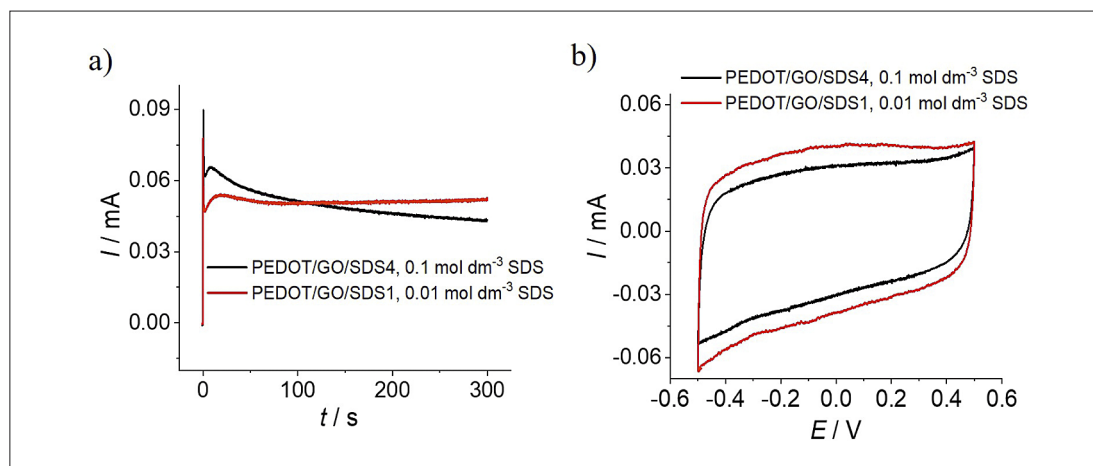 a)
0.09
0.06
0.03
0.00
I / mA
PEDOT/GO/SDS4, 0.1 mol dm⁻³ SDS
PEDOT/GO/SDS1, 0.01 mol dm⁻³ SDS
0 100 200 300
t / s
b)
PEDOT/GO/SDS4, 0.1 mol dm⁻³ SDS
PEDOT/GO/SDS1, 0.01 mol dm⁻³ SDS
0.06
0.03
0.00
-0.03
-0.06
I / mA
-0.6 -0.4 -0.2 0.0 0.2 0.4 0.6
E / V